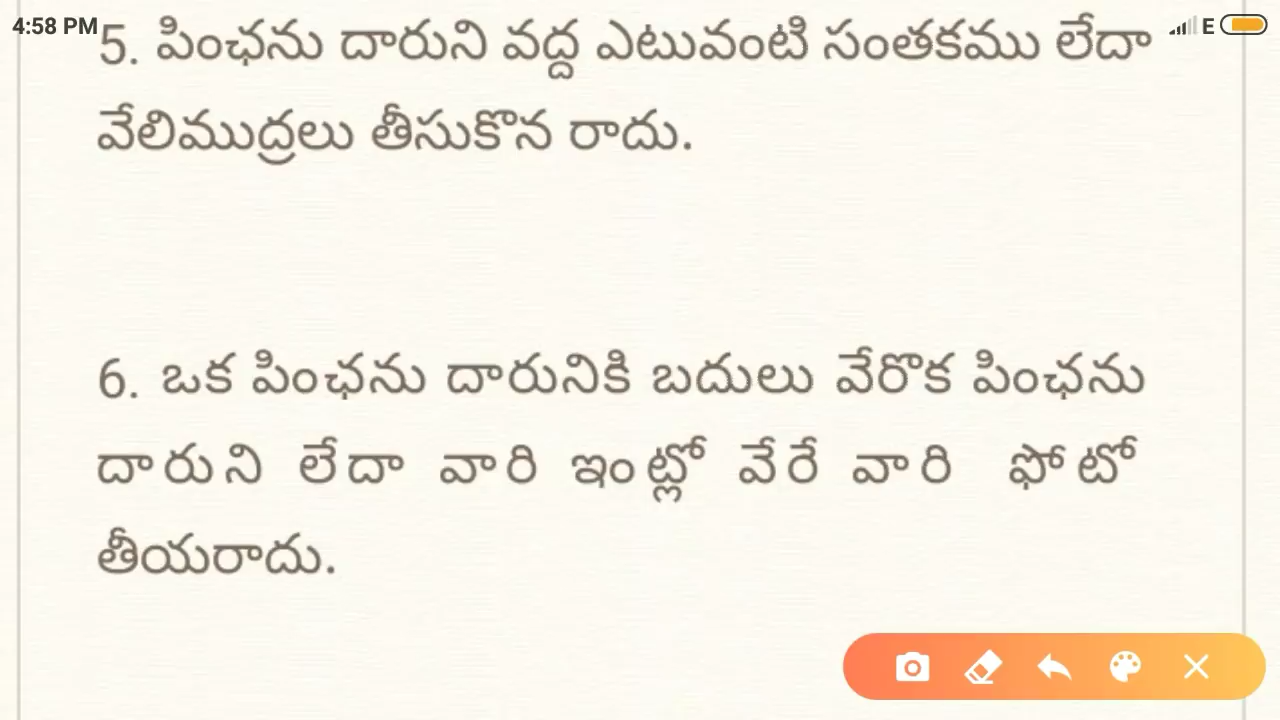 4:58 PM
E
5. పింఛను దారుని వద్ద ఎటువంటి సంతకము లేదా
వేలిముద్రలు తీసుకొన రాదు.
6. ఒక పింఛను దారునికి బదులు వేరొక పింఛను
దారుని లేదా వారి ఇంట్లో వేరే వారి ఫోటో
తీయరాదు.